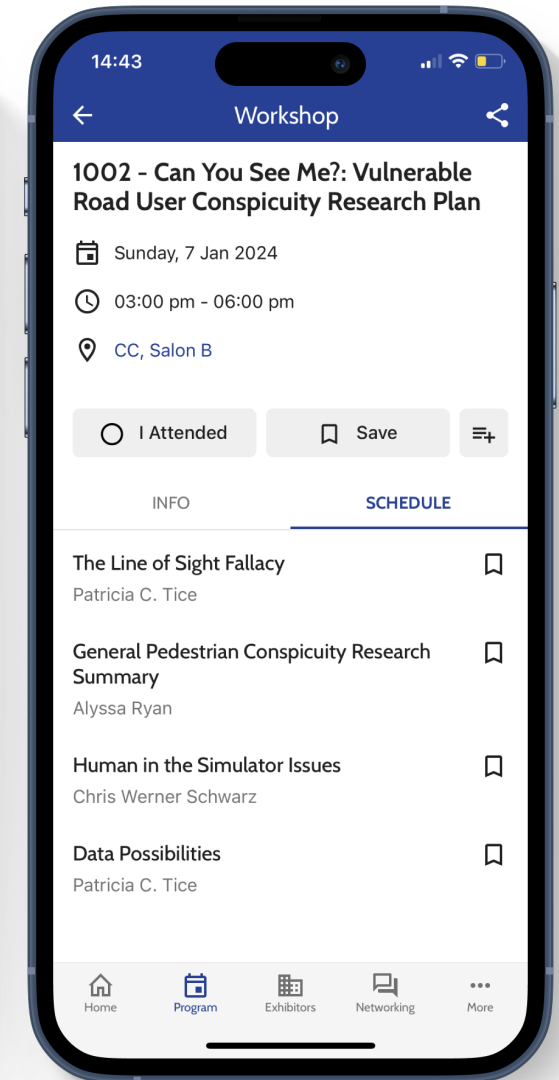 14:43
Workshop
1002 - Can You See Me?: Vulnerable
Road User Conspicuity Research Plan
Sunday, 7 Jan 2024
03:00 pm - 06:00 pm
CC, Salon B
I Attended
Save
INFO
SCHEDULE
The Line of Sight Fallacy
Patricia C. Tice
General Pedestrian Conspicuity Research
Summary
Alyssa Ryan
Human in the Simulator Issues
Chris Werner Schwarz
Data Possibilities
Patricia C. Tice
Home
Program
Exhibitors
Networking
More